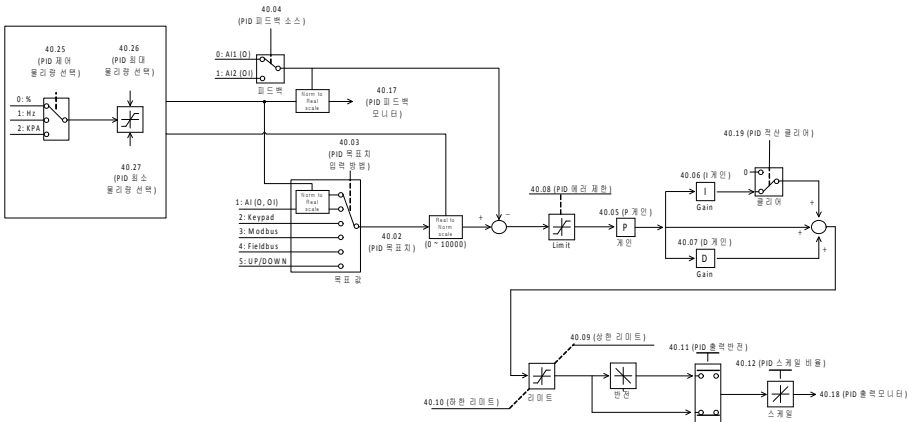 40.04
(PID 피드백 소스)
40.25
(PID 제어
물리량 선택)
40.26
(PID 최대
물리량 선택)
0: %
1: Hz
2: KPA
40.27
(PID 최소
물리량 선택)
0: AI1 (O)
1: AI2 (OI)
피드백
Norm to
Real
scale
40.17
(PID 피드백
모니터)
40.03
(PID 목표치
입력 방법)
1: AI (O, OI)
2: Keypad
3: Modbus
4: Fieldbus
5: UP/DOWN
Norm to
Real
scale
목표 값
40.02
(PID 목표치)
Real to
Norm
scale
(0 ~ 10000)
+
−
40.08 (PID 에러 제한)
Limit
40.05 (P 게인)
P
게인
40.06 (I 게인)
I
Gain
40.19 (PID 적산 클리어)
0
클리어
40.07 (D 게인)
D
Gain
+
+
+
40.09 (상한 리미트)
40.10 (하한 리미트)
리미트
반전
40.11 (PID 출력반전)
40.12 (PID 스케일 비율)
스케일
40.18 (PID 출력모니터)